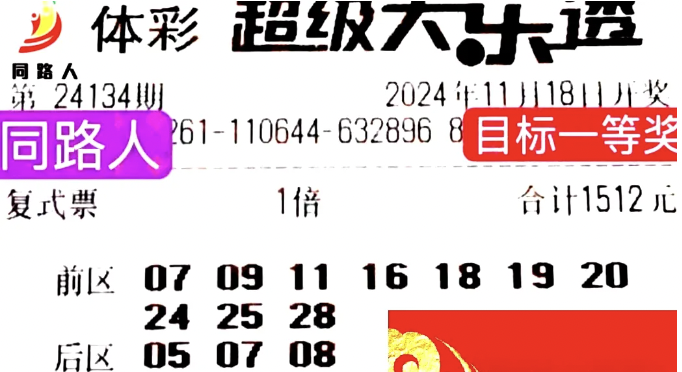 体彩 超级大乐透
同路人
第 24134期 2024年11月18日开奖
同路人 261-110644-632896 8 目标一等奖
复式票 1倍 合计1512元
前区 07 09 11 16 18 19 20
24 25 28
后区 05 07 08